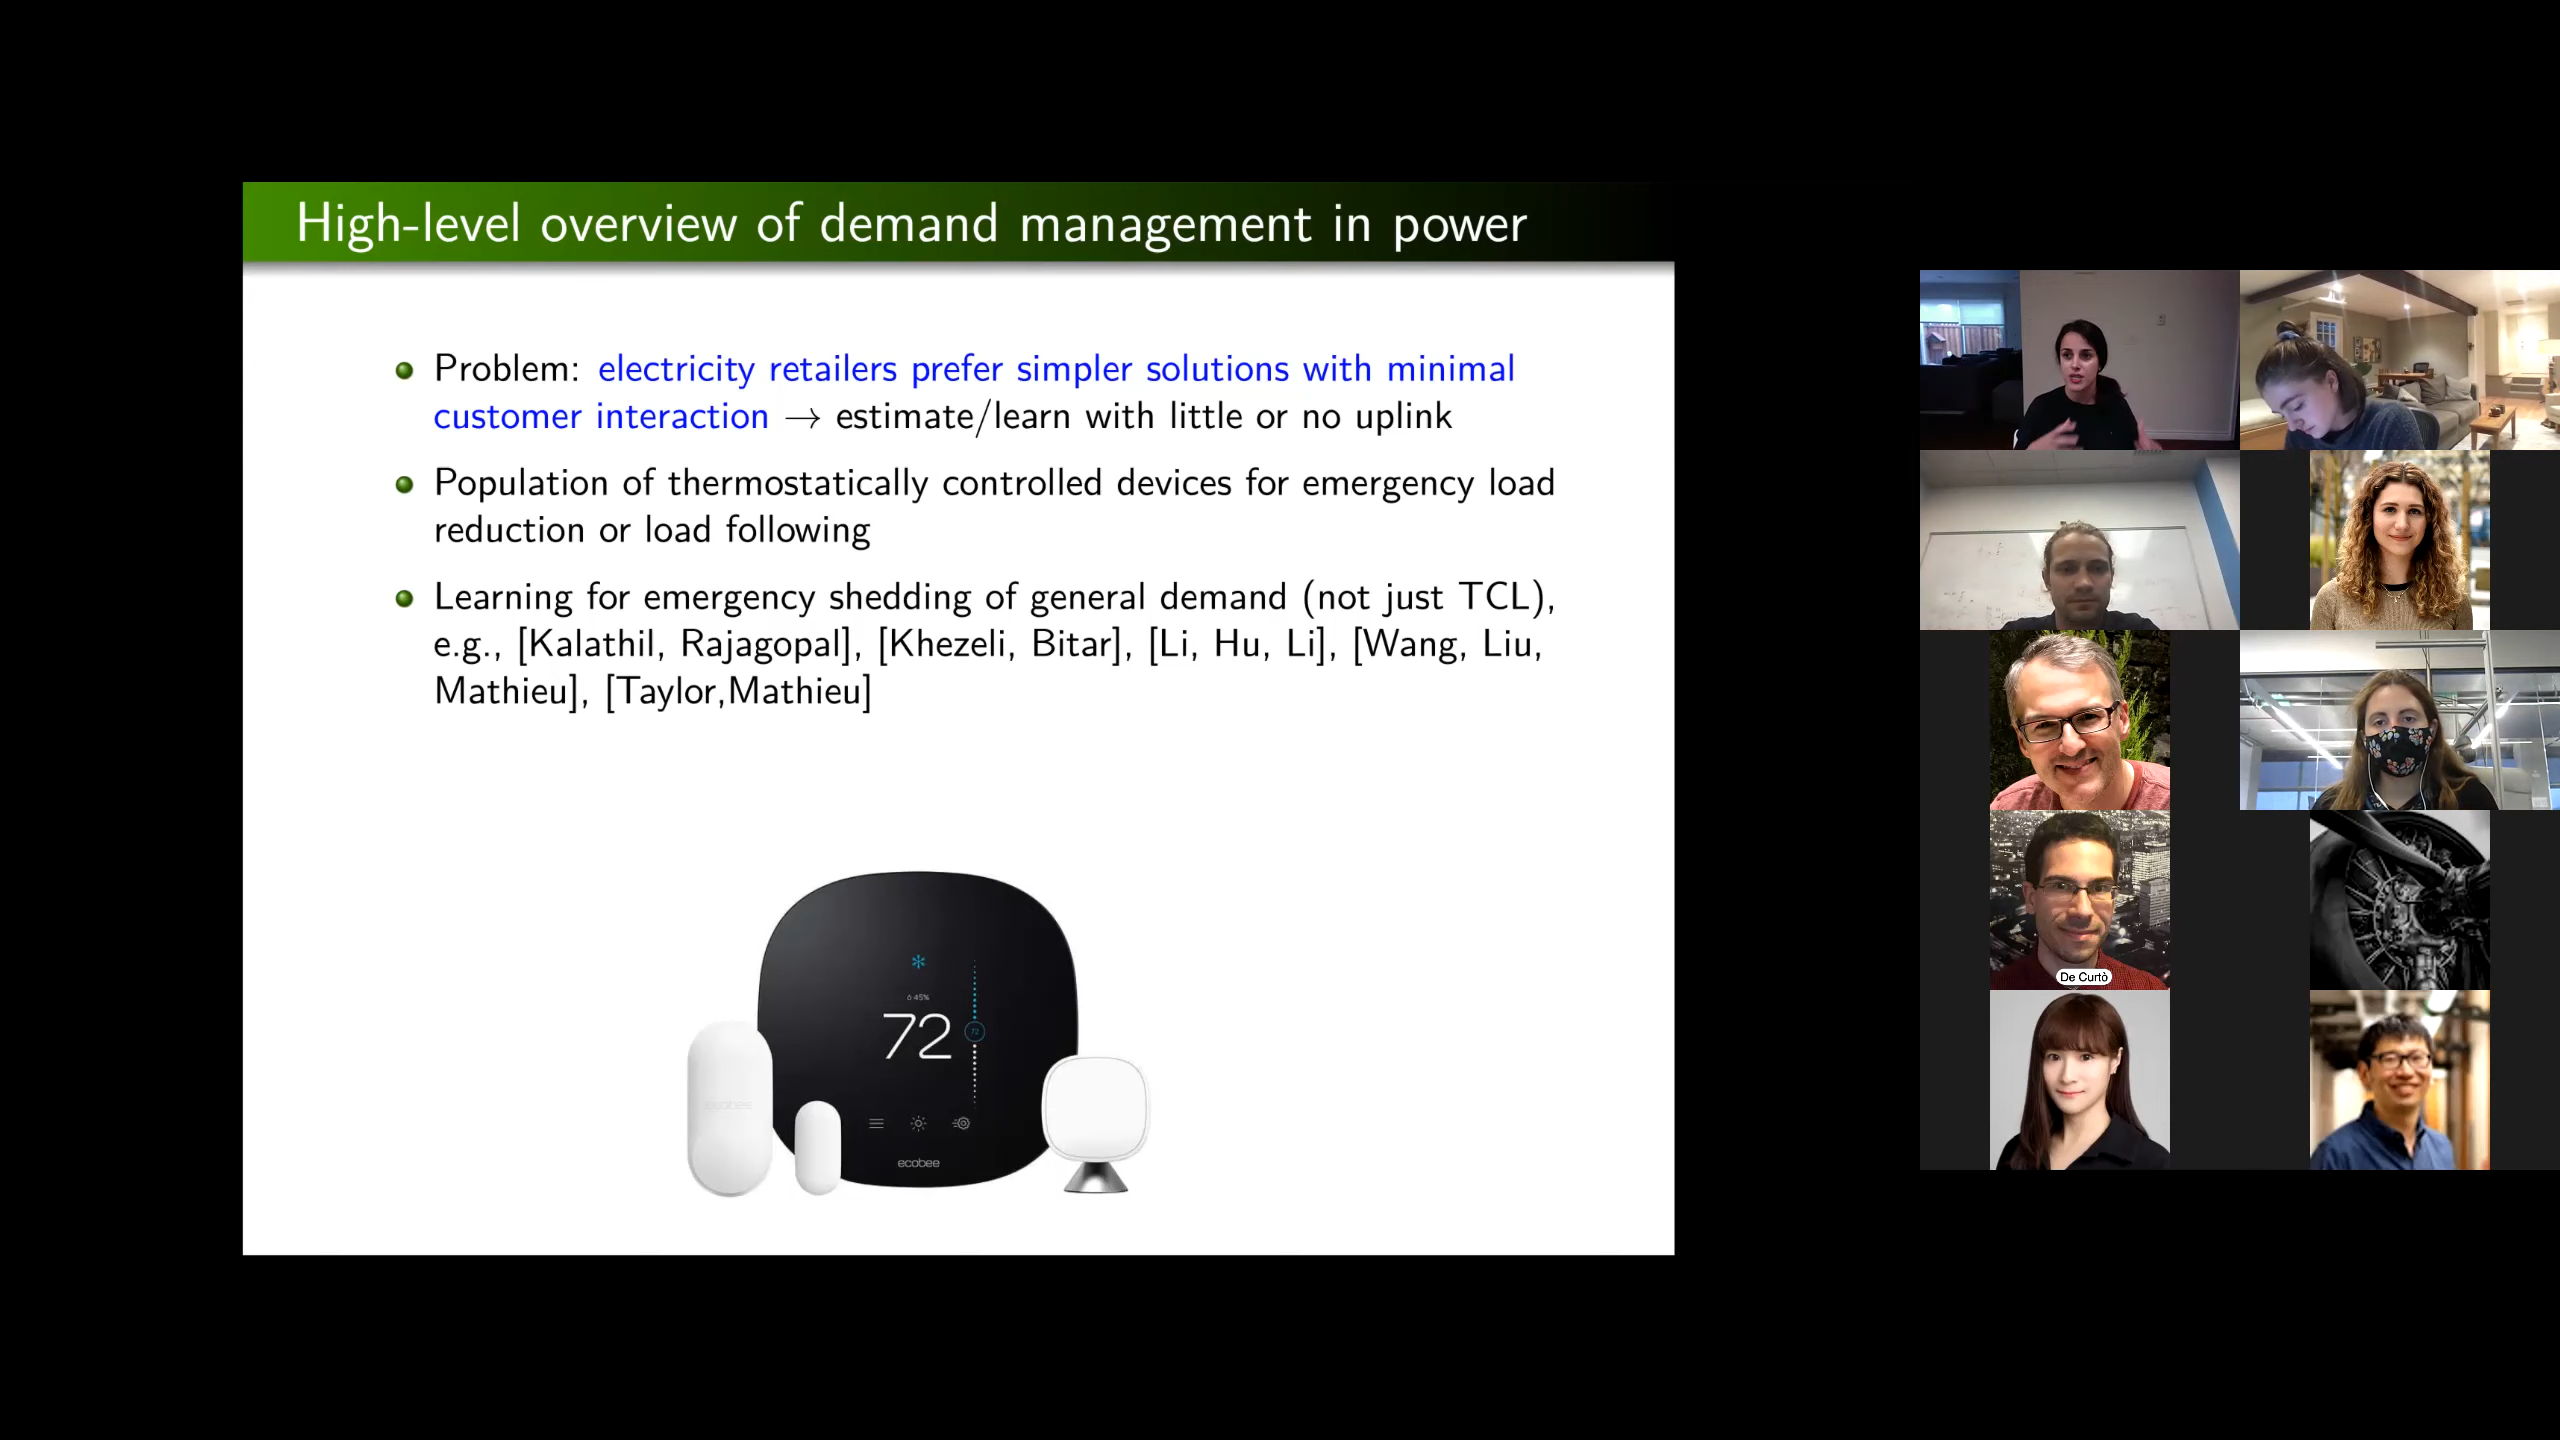 High-level overview of demand management in power
Problem: electricity retailers prefer simpler solutions with minimal
customer interaction → estimate/learn with little or no uplink
Population of thermostatically controlled devices for emergency load
reduction or load following
Learning for emergency shedding of general demand (not just TCL),
e.g., [Kalathil, Rajagopal], [Khezeli, Bitar], [Li, Hu, Li], [Wang, Liu,
Mathieu], [Taylor,Mathieu]
45%
72
72
ecobee
ecobee
De Curtò